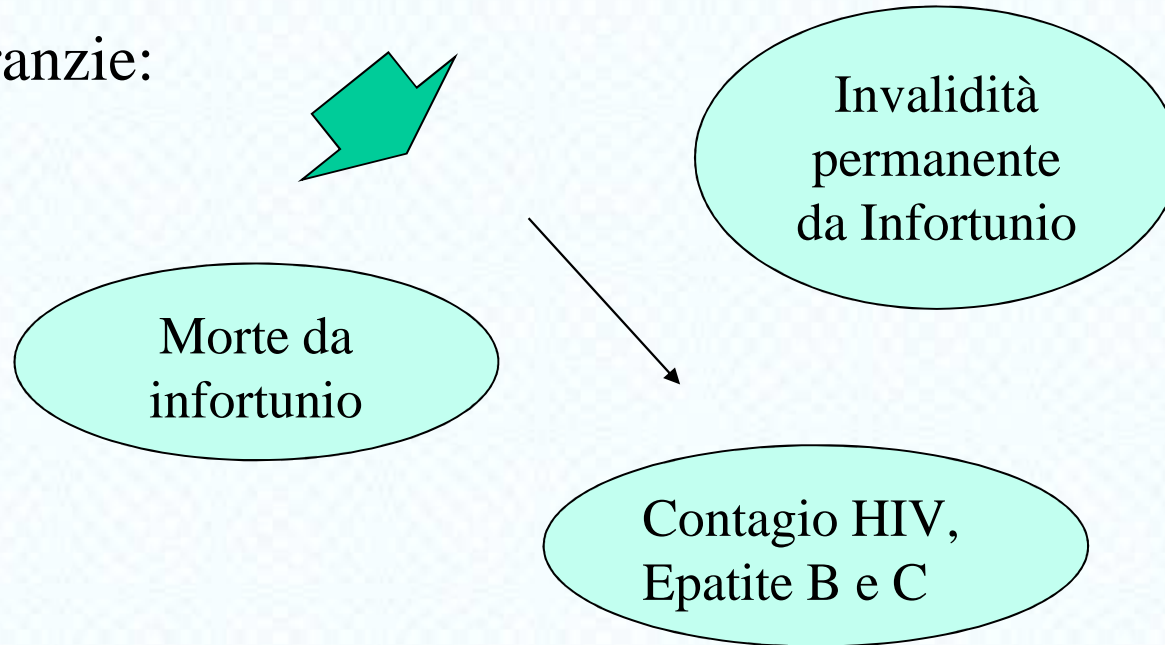 ranzie:
Invalidità
permanente
da Infortunio
Morte da
infortunio
Contagio HIV,
Epatite B e C